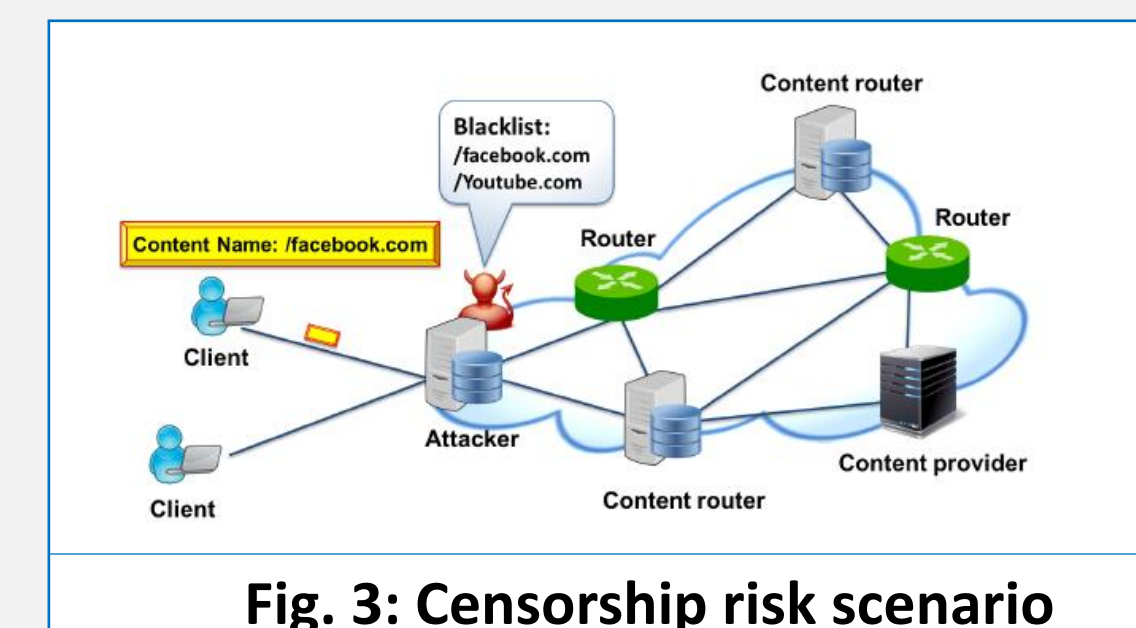 Content router
Blacklist:
/facebook.com
/Youtube.com
Router
Content Name: /facebook.com
Router
Client
Attacker
Content provider
Content router
Client
Fig. 3: Censorship risk scenario